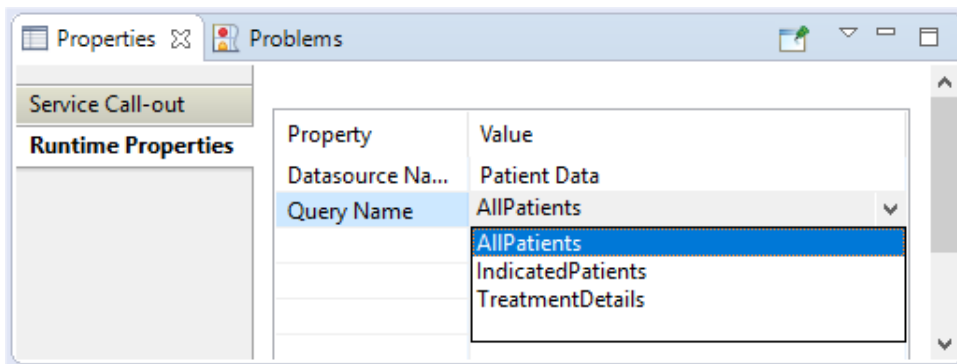 Properties Problems
Service Call-out
Runtime Properties
Property Value
Datasource Na... Patient Data
Query Name AllPatients
AllPatients
IndicatedPatients
TreatmentDetails